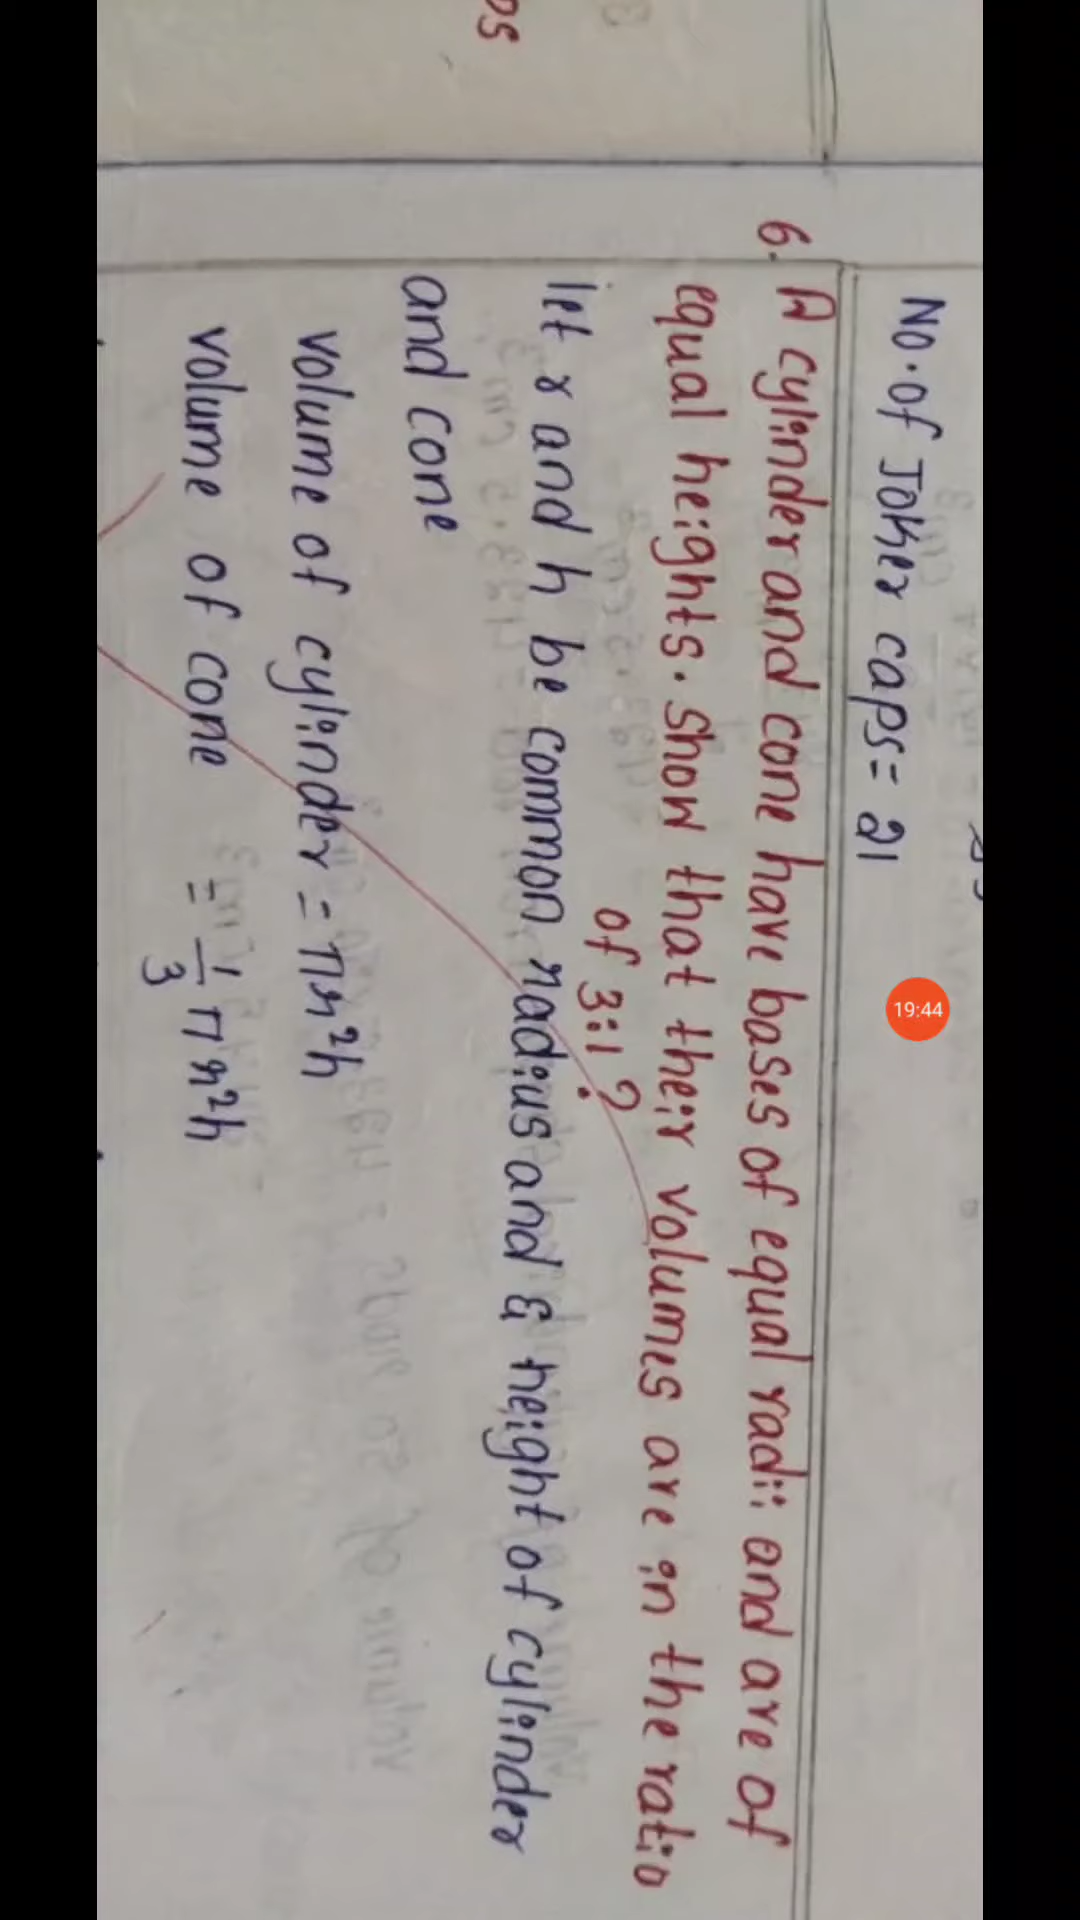 No. of Joker caps = 21
6. A cylinder and cone have bases of equal radii and are of
equal heights. Show that their volumes are in the ratio
of 3:1?
let r and h be common radius and & height of cylinder
and cone
volume of cylinder = πr²h
volume of cone = 1/3 πr²h
19:44